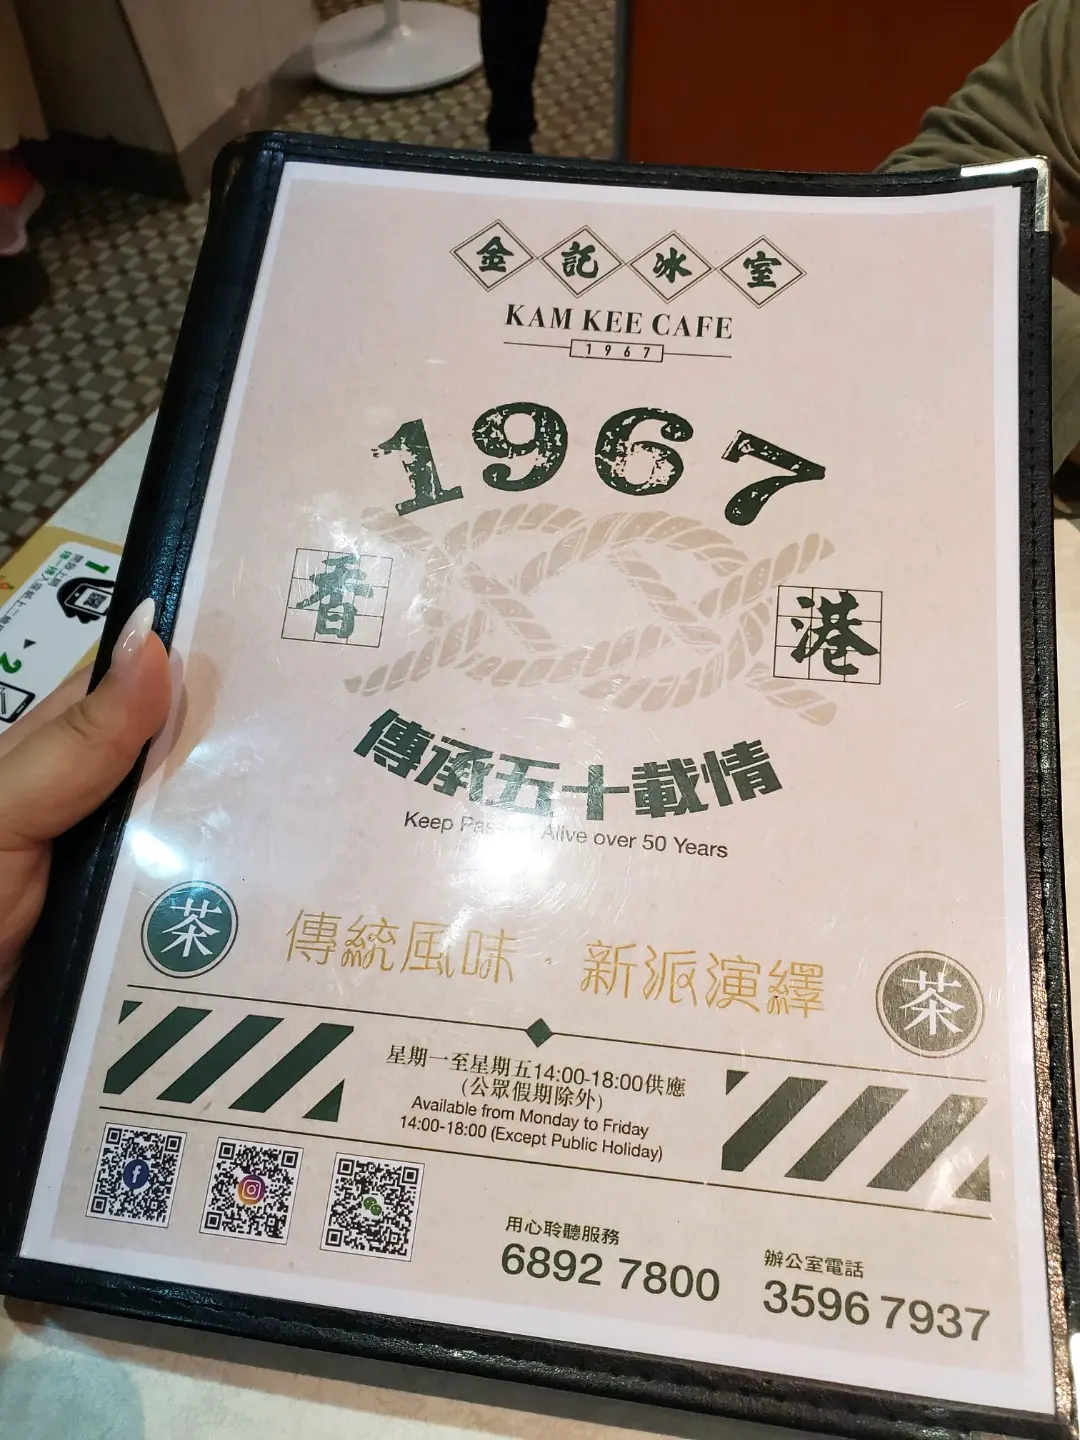 金記冰室
KAM KEE CAFE
1967
1967
香港
傳承五十載情
Keep Passion Alive over 50 Years
茶 傳統風味 新派演繹 茶
星期一至星期五14:00-18:00供應
(公眾假期除外)
Available from Monday to Friday
14:00-18:00 (Except Public Holiday)
用心聆聽服務
6892 7800
辦公室電話
3596 7937
1
2